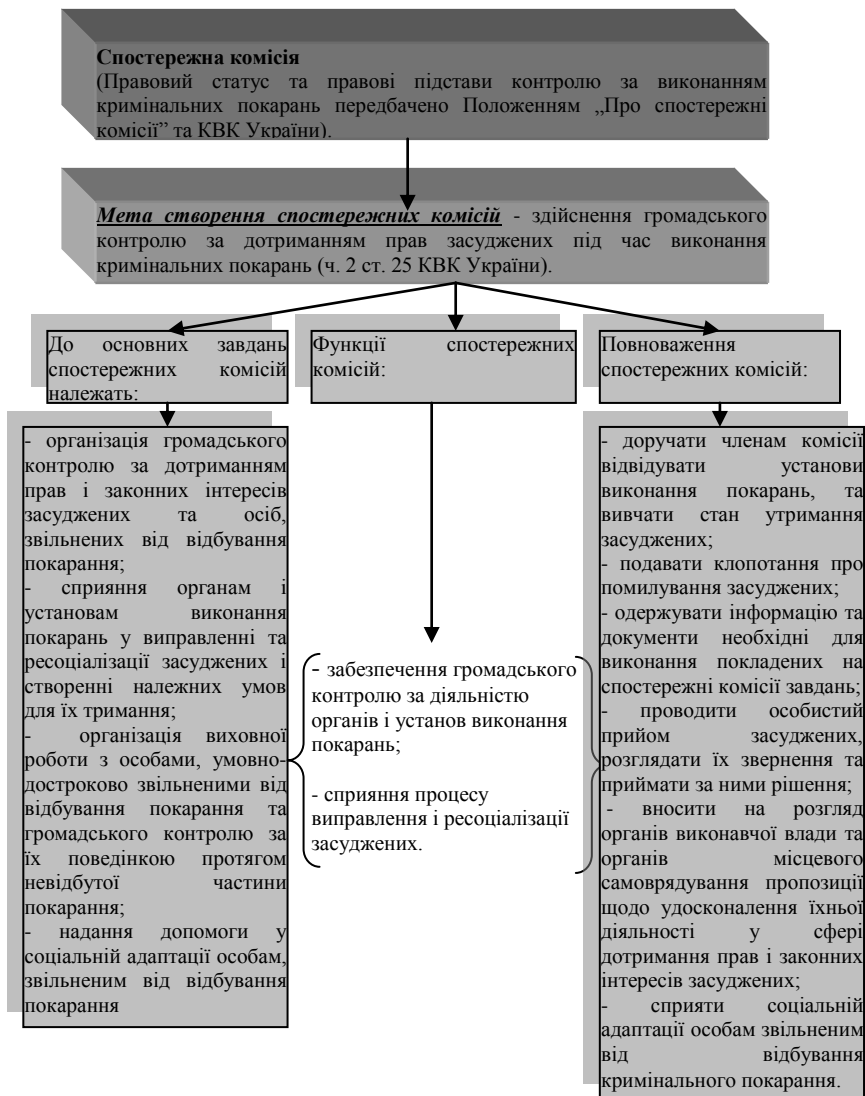 Спостережна комісія
(Правовий статус та правові підстави контролю за виконанням
кримінальних покарань передбачено Положенням „Про спостережні
комісії” та КВК України).
Мета створення спостережних комісій - здійснення громадського
контролю за дотриманням прав засуджених під час виконання
кримінальних покарань (ч. 2 ст. 25 КВК України).
До основних завдань
спостережних комісій
належать:
Функції спостережних
комісій:
Повноваження
спостережних комісій:
- організація громадського
контролю за дотриманням
прав і законних інтересів
засуджених та осіб,
звільнених від відбування
покарання;
- сприяння органам і
установам виконання
покарань у виправленні та
ресоціалізації засуджених і
створенні належних умов
для їх тримання;
- організація виховної
роботи з особами, умовно-
достроково звільненими від
відбування покарання та
громадського контролю за
їх поведінкою протягом
невідбутої частини
покарання;
- надання допомоги у
соціальній адаптації особам,
звільненим від відбування
покарання
- забезпечення громадського
контролю за діяльністю
органів і установ виконання
покарань;
- сприяння процесу
виправлення і ресоціалізації
засуджених.
- доручати членам комісії
відвідувати установи
виконання покарань, та
вивчати стан утримання
засуджених;
- подавати клопотання про
помилування засуджених;
- одержувати інформацію та
документи необхідні для
виконання покладених на
спостережні комісії завдань;
- проводити особистий
прийом засуджених,
розглядати їх звернення та
приймати за ними рішення;
- вносити на розгляд
органів виконавчої влади та
органів місцевого
самоврядування пропозиції
щодо удосконалення їхньої
діяльності у сфері
дотримання прав і законних
інтересів засуджених;
- сприяти соціальній
адаптації особам звільненим
від відбування
кримінального покарання.